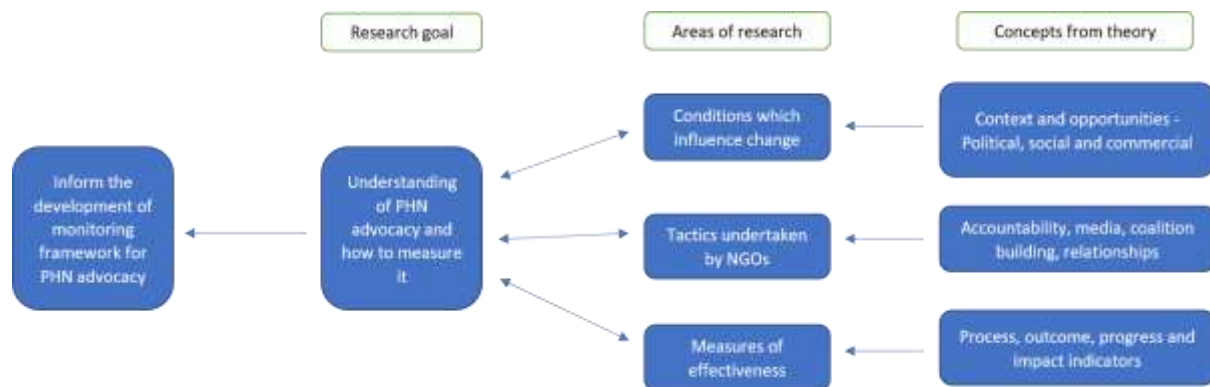 Research goal
Areas of research
Concepts from theory
Conditions which
influence change
Context and opportunities -
Political, social and commercial
Inform the
development of
monitoring
framework for
PHN advocacy
Understanding
of PHN
advocacy and
how to measure
it
Tactics undertaken
by NGOs
Accountability, media, coalition
building, relationships
Measures of
effectiveness
Process, outcome, progress and
impact indicators